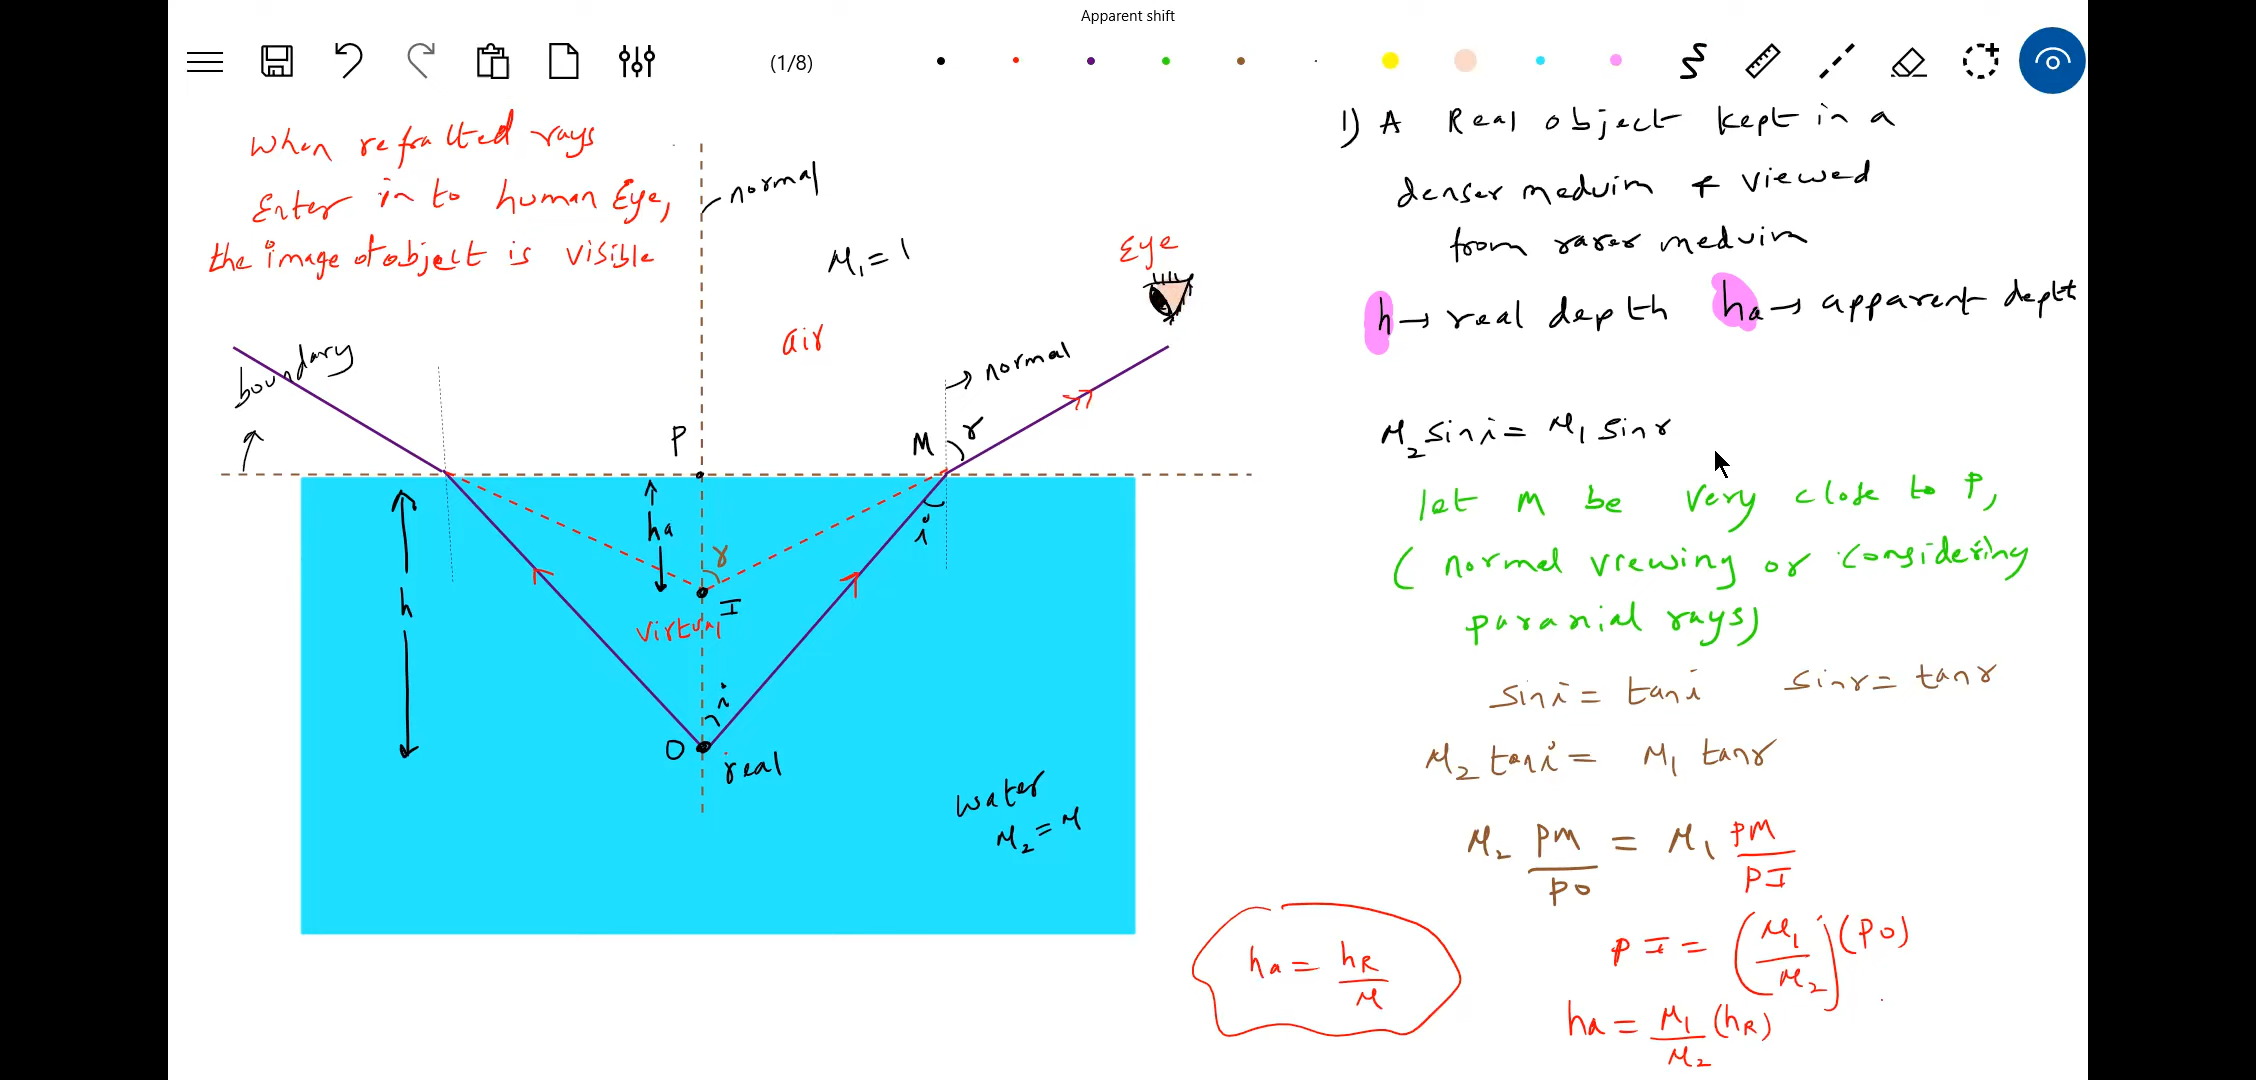 Apparent shift
(1/8)
When refracted rays
Enter in to human Eye,
the image of object is visible
normal
μ₁ = 1
Eye
air
boundary
normal
P
M
r
i
ha
h
r
I
virtual
i
O
real
water
μ₂ = μ
1) A Real object kept in a
denser meduim & viewed
from rarer meduim
h → real depth ha → apparent depth
μ₂ sin i = μ₁ sin r
let M be very close to P,
( normal viewing or considering
paraxial rays)
sin i = tan i sin r = tan r
μ₂ tan i = μ₁ tan r
μ₂ PM/PO = μ₁ PM/PI
PI = (μ₁/μ₂) (PO)
ha = μ₁/μ₂ (hR)
ha = hR/μ